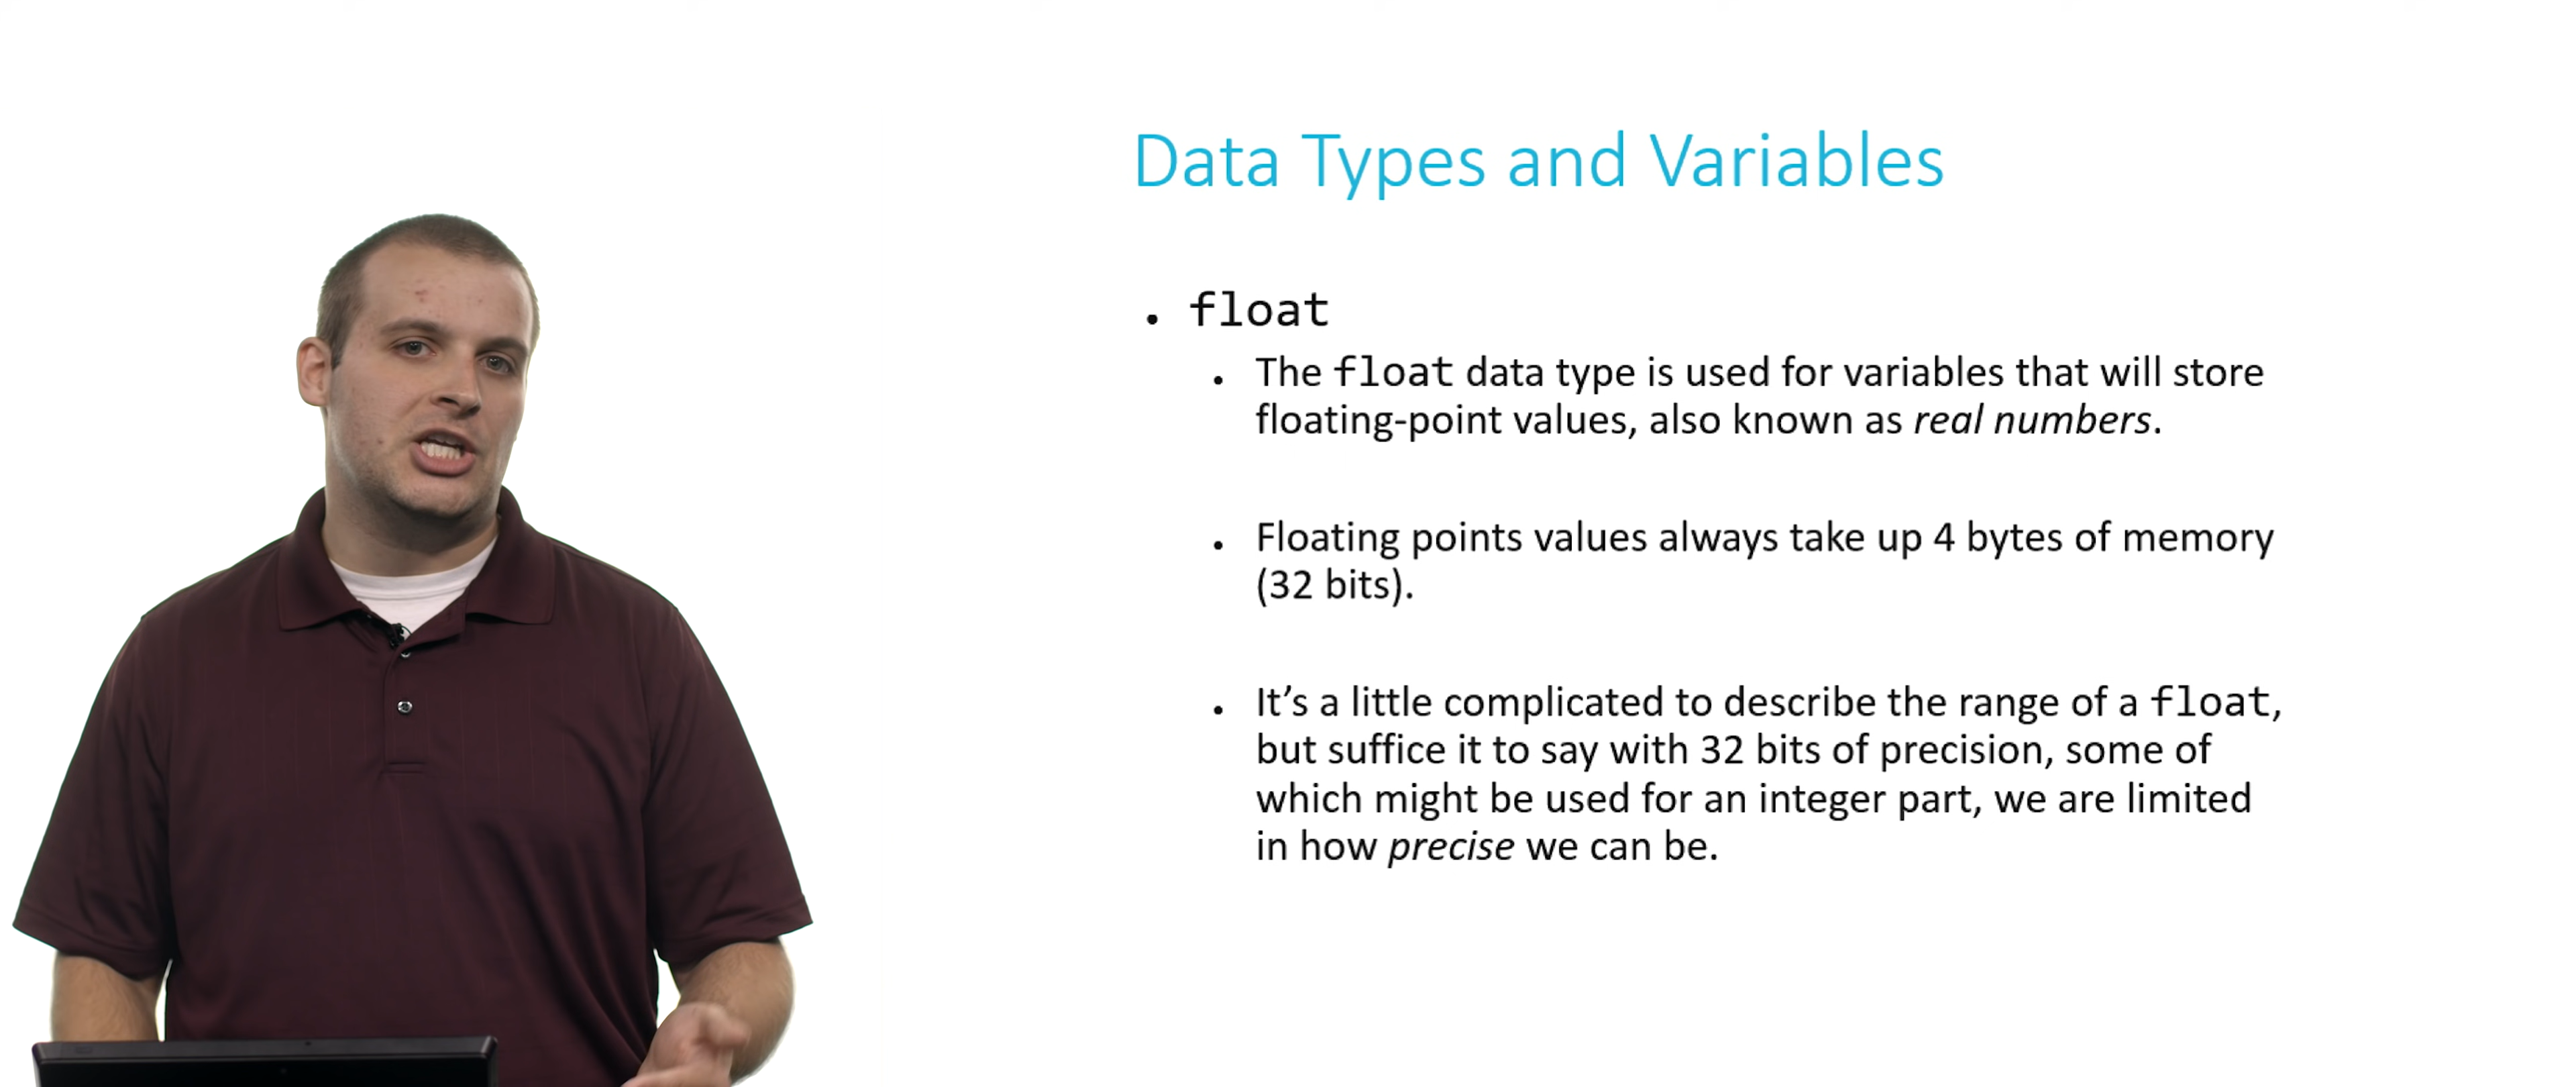 Data Types and Variables
• float
• The float data type is used for variables that will store
floating-point values, also known as real numbers.
• Floating points values always take up 4 bytes of memory
(32 bits).
• It’s a little complicated to describe the range of a float,
but suffice it to say with 32 bits of precision, some of
which might be used for an integer part, we are limited
in how precise we can be.